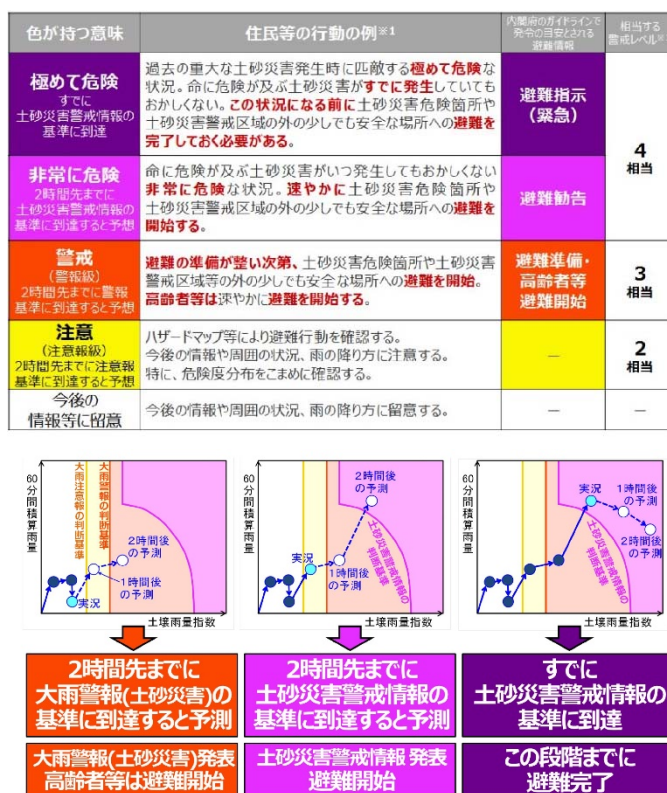 色が持つ意味
住民等の行動の例※1
内閣府のガイドラインで
発令の目安とされる
避難情報
相当する
警戒レベル※
極めて危険
すでに
土砂災害警戒情報の
基準に到達
過去の重大な土砂災害発生時に匹敵する極めて危険な
状況。命に危険が及ぶ土砂災害がすでに発生していても
おかしくない。この状況になる前に土砂災害危険箇所や
土砂災害警戒区域の外の少しでも安全な場所への避難を
完了しておく必要がある。
避難指示
(緊急)
4
相当
非常に危険
2時間先までに
土砂災害警戒情報の
基準に到達すると予想
命に危険が及ぶ土砂災害がいつ発生してもおかしくない
非常に危険な状況。速やかに土砂災害危険箇所や
土砂災害警戒区域の外の少しでも安全な場所への避難を
開始する。
避難勧告
警戒
(警報級)
2時間先までに警報
基準に到達すると予想
避難の準備が整い次第、土砂災害危険箇所や土砂災害
警戒区域等の外の少しでも安全な場所への避難を開始。
高齢者等は速やかに避難を開始する。
避難準備・
高齢者等
避難開始
3
相当
注意
(注意報級)
2時間先までに注意報
基準に到達すると予想
ハザードマップ等により避難行動を確認する。
今後の情報や周囲の状況、雨の降り方に注意する。
特に、危険度分布をこまめに確認する。
—
2
相当
今後の
情報等に留意
今後の情報や周囲の状況、雨の降り方に留意する。
—
—
60分間積算雨量
大雨注意報の判断基準
大雨警報の判断基準
2時間後
の予測
1時間後
の予測
実況
土壌雨量指数
60分間積算雨量
2時間後
の予測
実況
1時間後
の予測
土砂災害警戒情報の
判断基準
土壌雨量指数
60分間積算雨量
実況
1時間後
の予測
2時間後
の予測
土砂災害警戒情報の
判断基準
土壌雨量指数
2時間先までに
大雨警報(土砂災害)の
基準に到達すると予測
2時間先までに
土砂災害警戒情報の
基準に到達すると予測
すでに
土砂災害警戒情報の
基準に到達
大雨警報(土砂災害)発表
高齢者等は避難開始
土砂災害警戒情報 発表
避難開始
この段階までに
避難完了